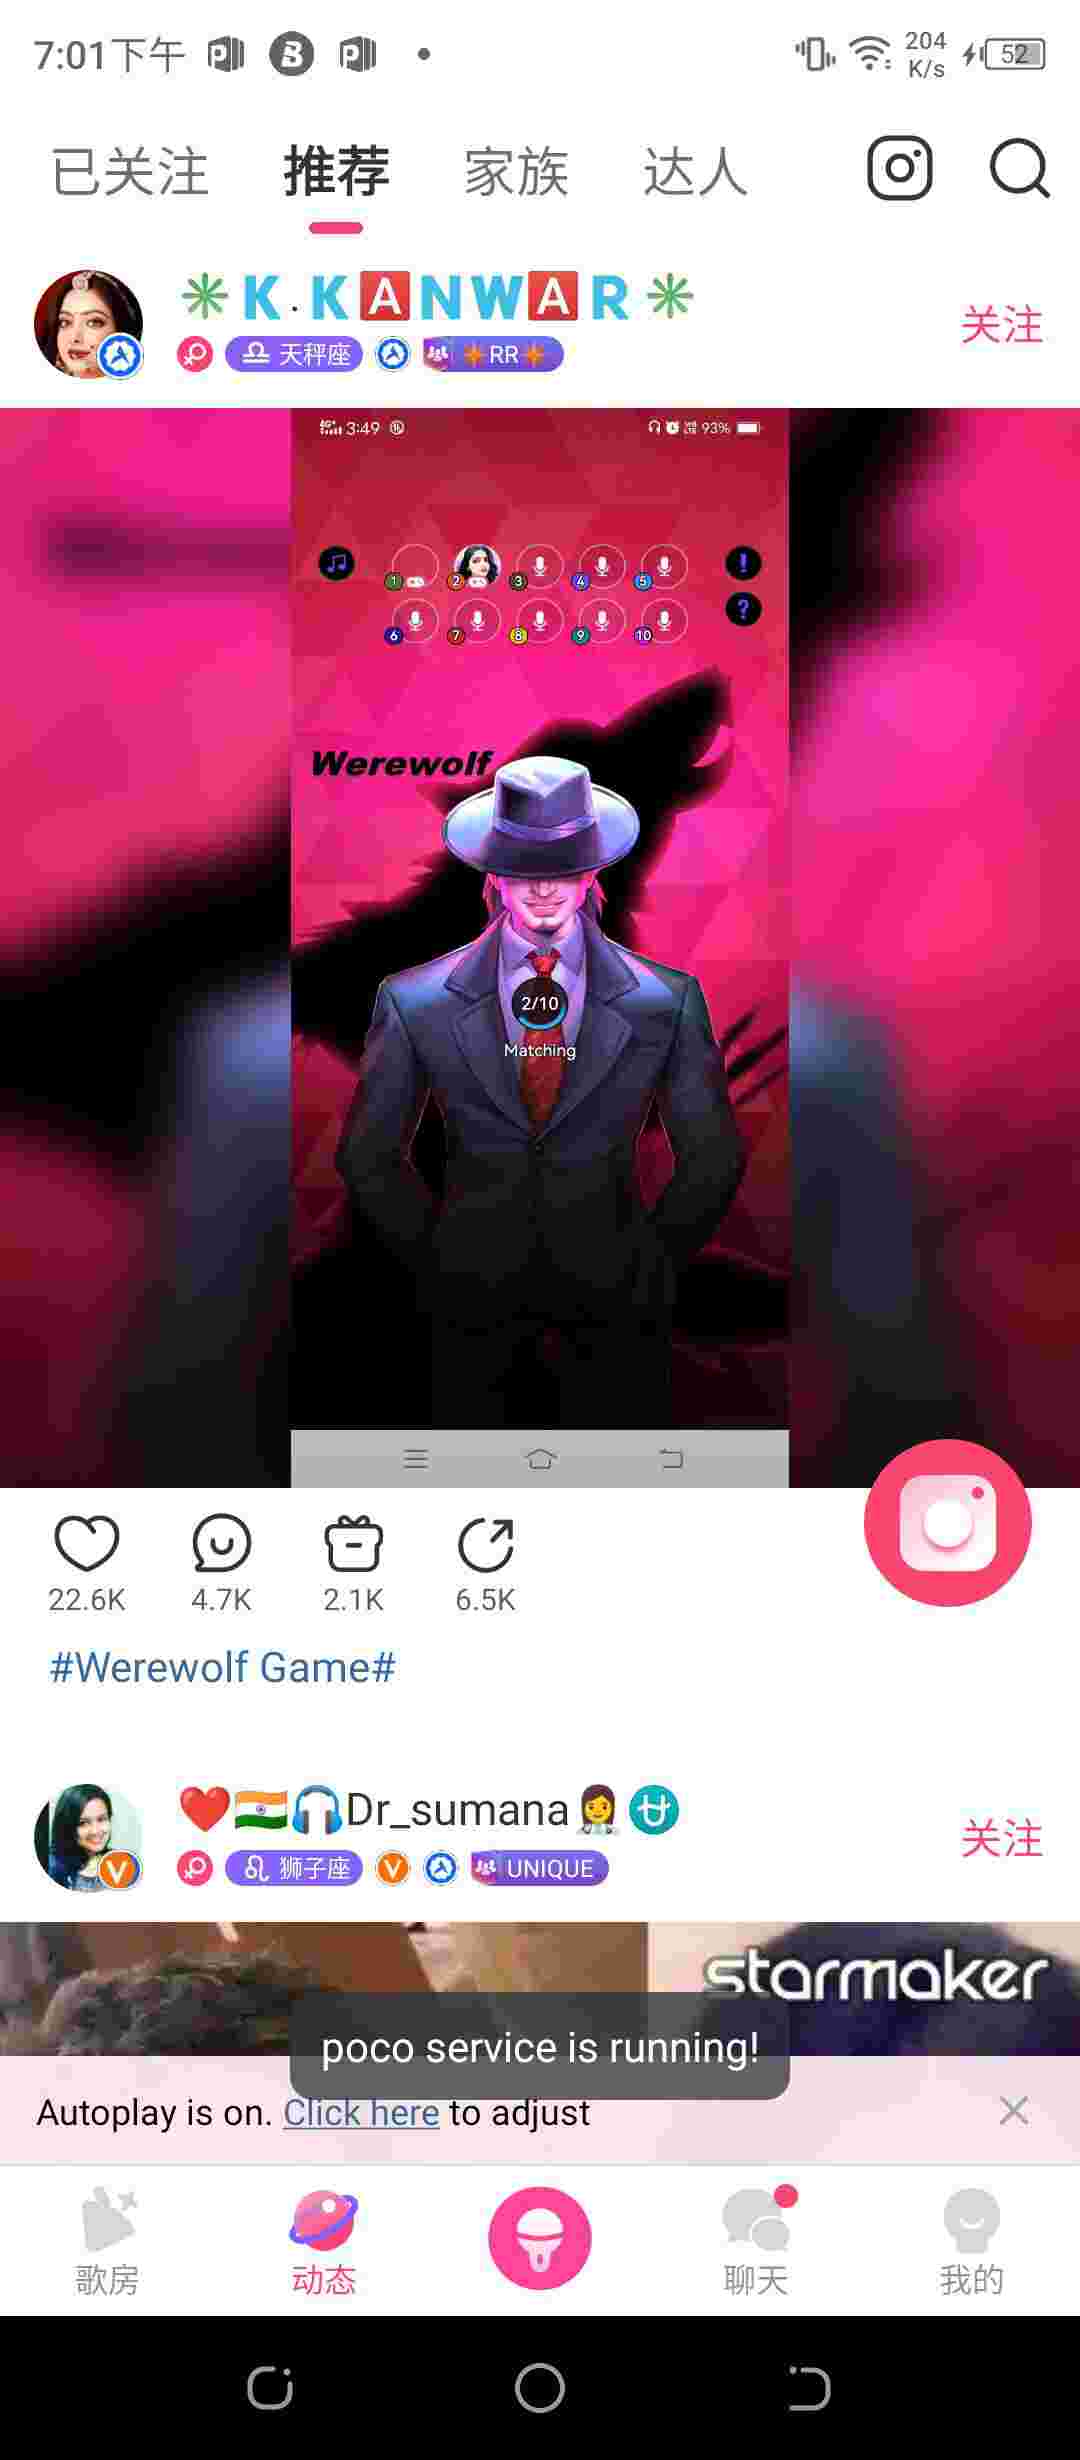 7:01下午
204
K/s
52
已关注 推荐 家族 达人
K.KANWAR
关注
天秤座 RR
3:49 93%
1 2 3 4 5
6 7 8 9 10
Werewolf
2/10
Matching
22.6K 4.7K 2.1K 6.5K
#Werewolf Game#
Dr_sumana
关注
狮子座 V UNIQUE
starmaker
poco service is running!
Autoplay is on. Click here to adjust
歌房 动态 聊天 我的